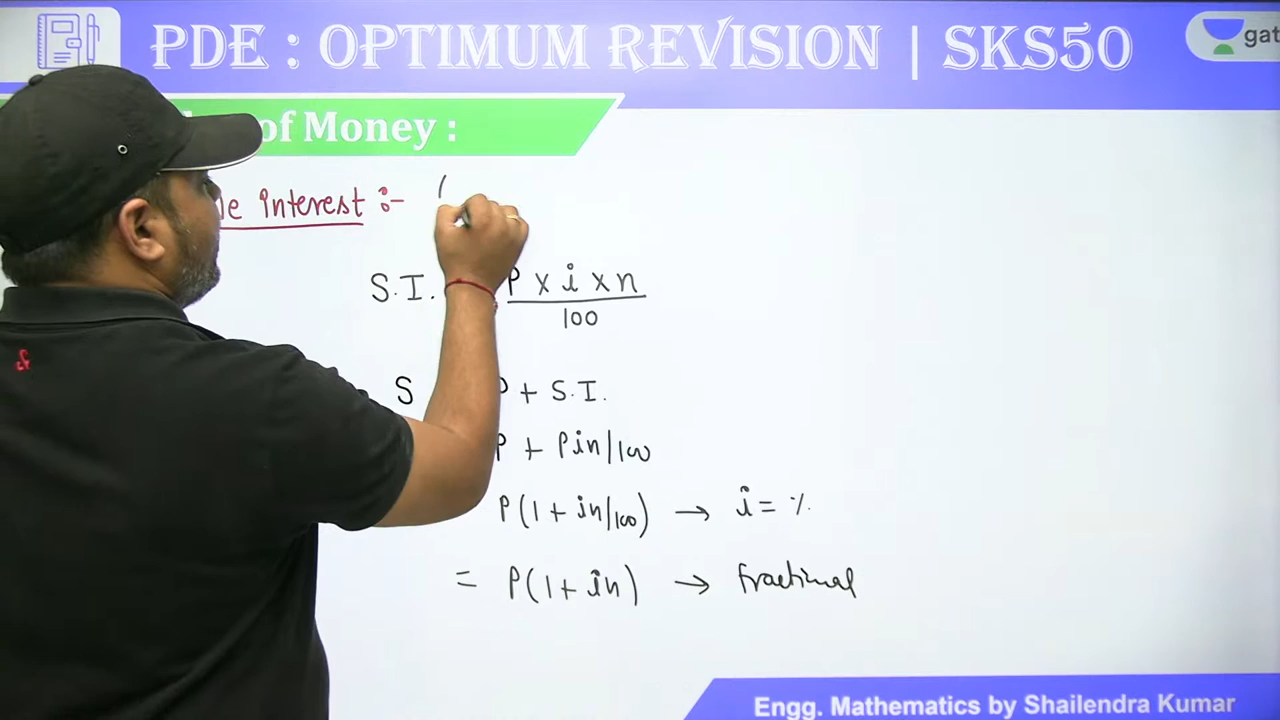 PDE : OPTIMUM REVISION | SKS50
gat
of Money :
interest :-
S.I. P x i x n
100
S P + S.I.
P + Pin/100
P(1 + in/100) → i = %
= P(1 + in) → fractional
Engg. Mathematics by Shailendra Kumar